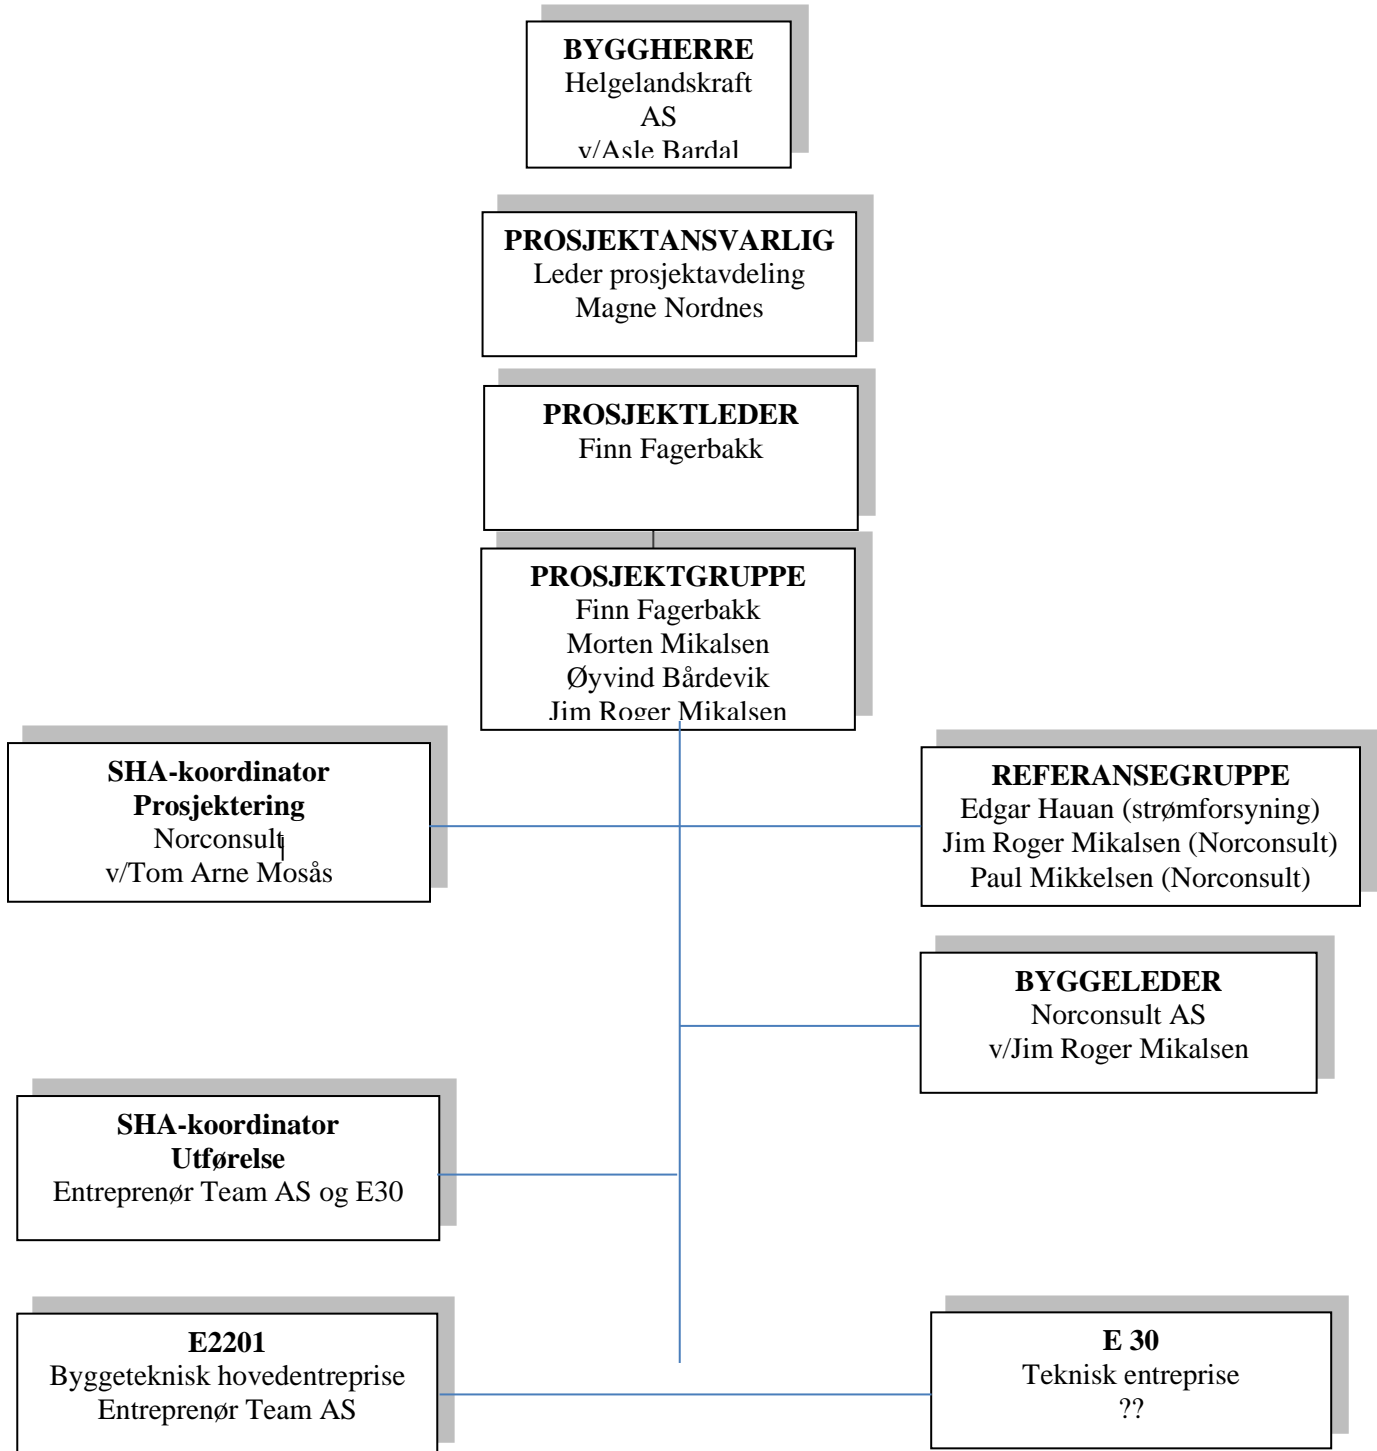 BYGGHERRE
Helgelandskraft
AS
v/Asle Bardal
PROSJEKTANSVARLIG
Leder prosjektavdeling
Magne Nordnes
PROSJEKTLEDER
Finn Fagerbakk
PROSJEKTGRUPPE
Finn Fagerbakk
Morten Mikalsen
Øyvind Bårdevik
Jim Roger Mikalsen
SHA-koordinator
Prosjektering
Norconsult
v/Tom Arne Mosås
REFERANSEGRUPPE
Edgar Hauan (strømforsyning)
Jim Roger Mikalsen (Norconsult)
Paul Mikkelsen (Norconsult)
BYGGELEDER
Norconsult AS
v/Jim Roger Mikalsen
SHA-koordinator
Utførelse
Entreprenør Team AS og E30
E2201
Byggeteknisk hovedentreprise
Entreprenør Team AS
E 30
Teknisk entreprise
??